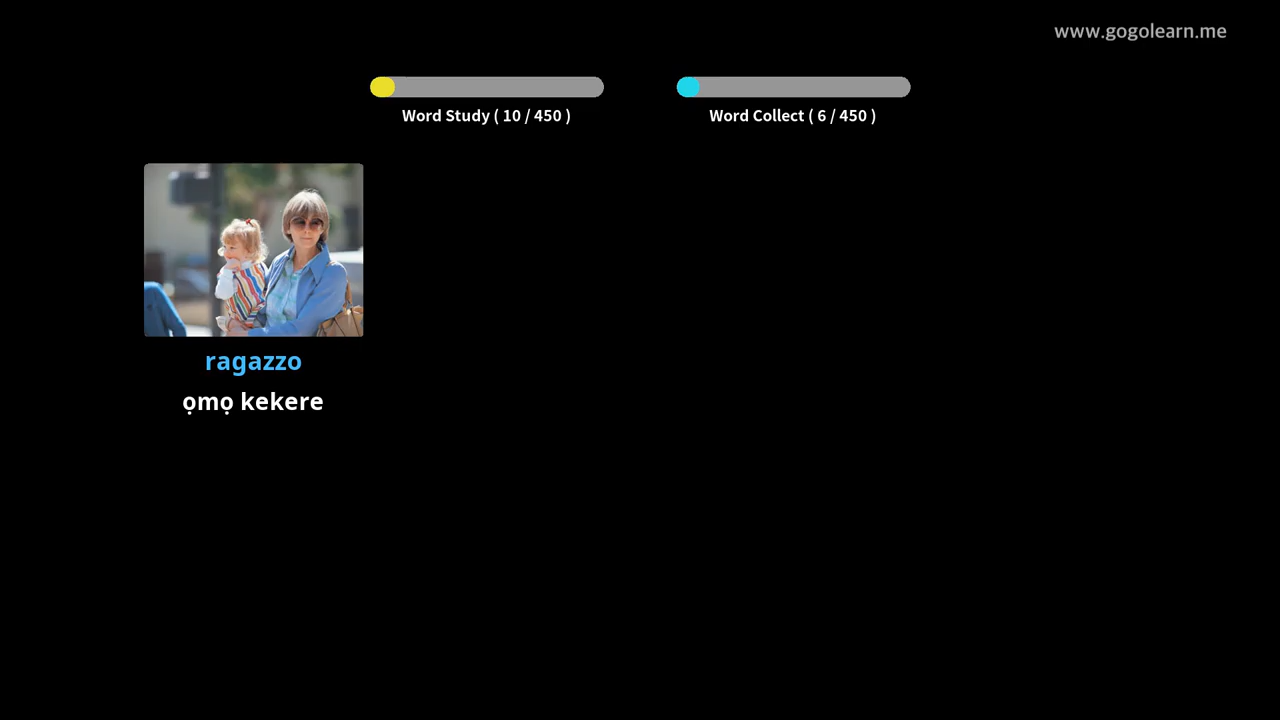 www.gogolearn.me
Word Study ( 10 / 450 )
Word Collect ( 6 / 450 )
ragazzo
ọmọ kekere